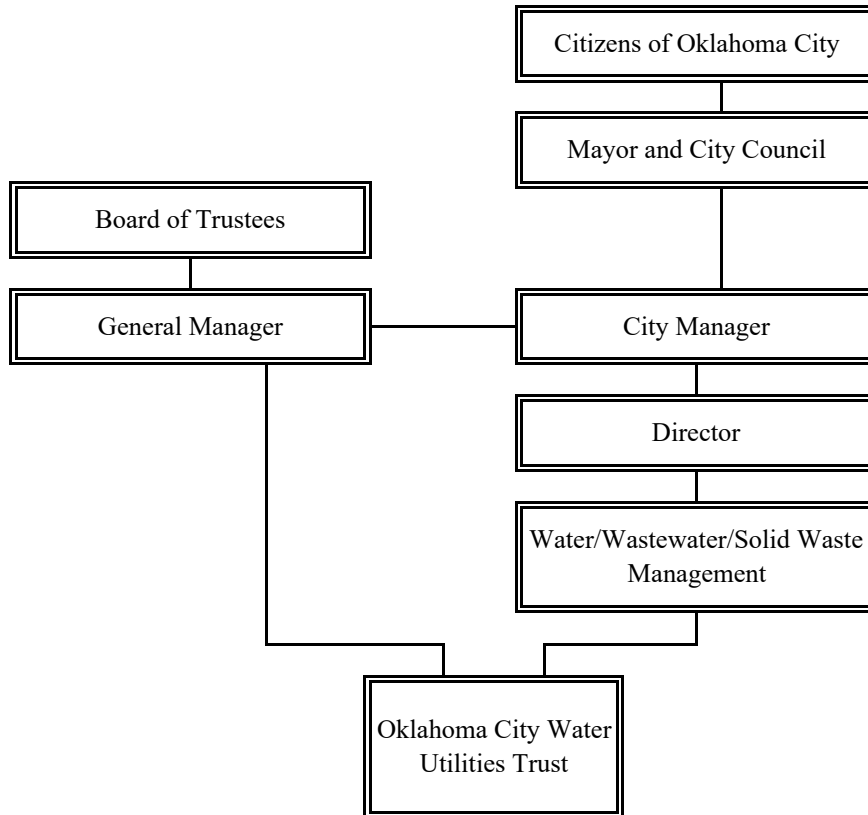 Citizens of Oklahoma City
Mayor and City Council
Board of Trustees
General Manager
City Manager
Director
Water/Wastewater/Solid Waste
Management
Oklahoma City Water
Utilities Trust